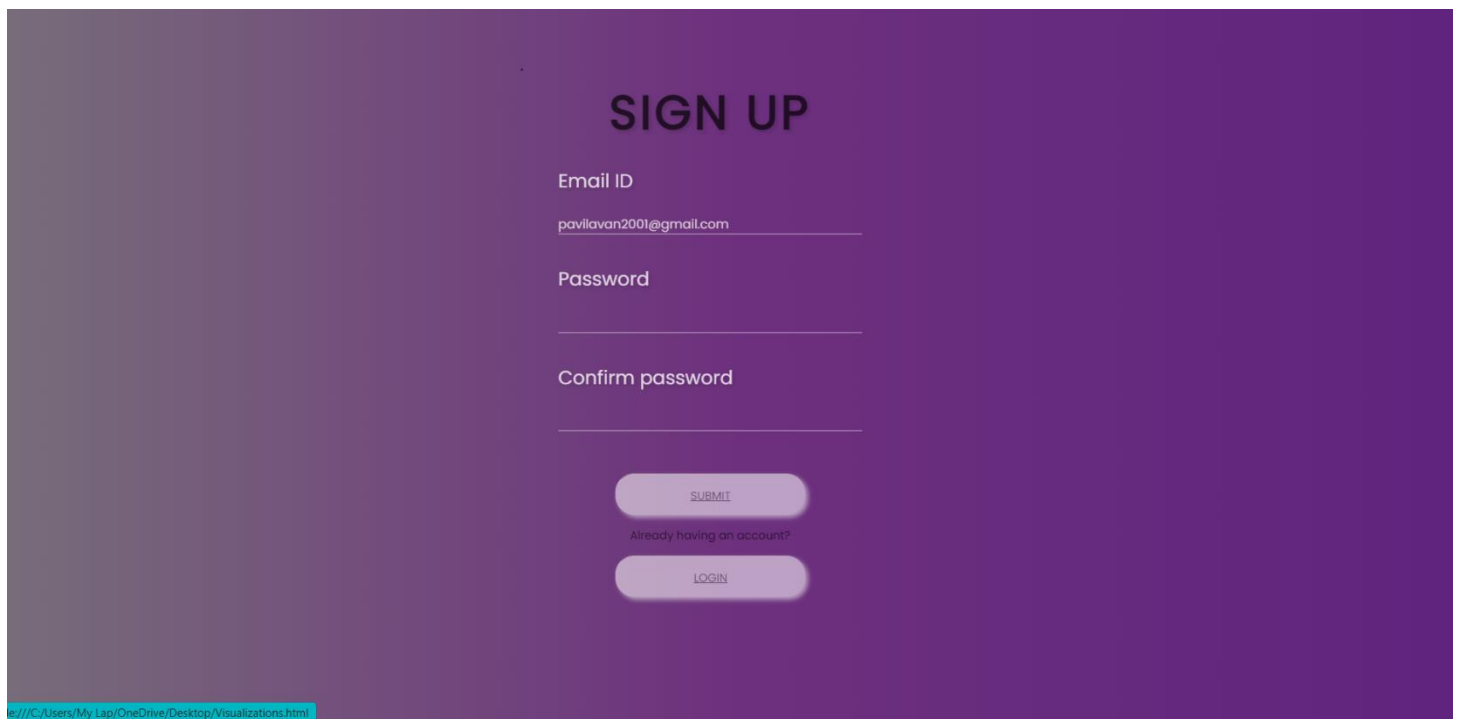 SIGN UP
Email ID
pavilavan2001@gmail.com
Password
Confirm password
SUBMIT
Already having an account?
LOGIN
le:///C:/Users/My Lap/OneDrive/Desktop/Visualizations.html